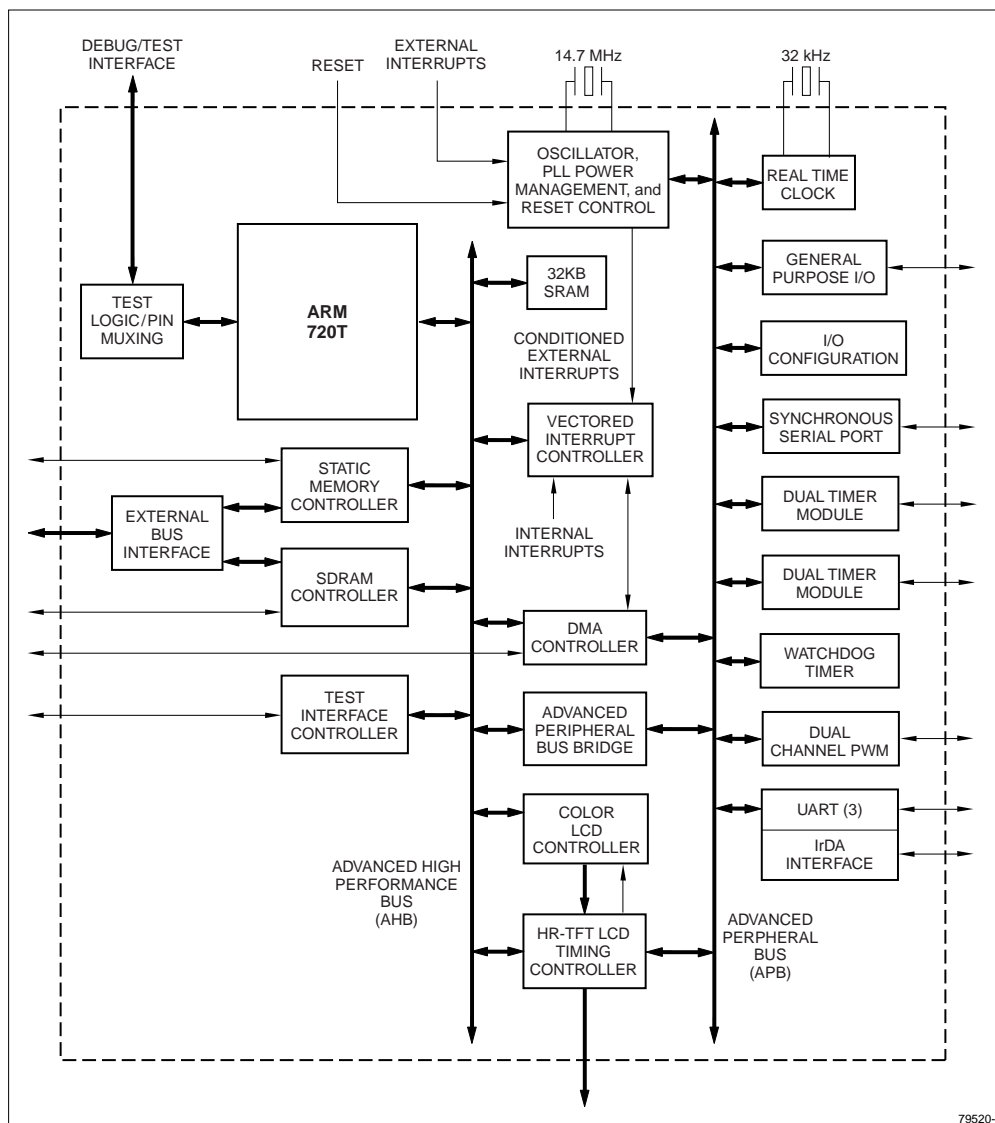 DEBUG/TEST
INTERFACE
RESET
EXTERNAL
INTERRUPTS
14.7 MHz
32 kHz
OSCILLATOR,
PLL POWER
MANAGEMENT, and
RESET CONTROL
REAL TIME
CLOCK
TEST
LOGIC/PIN
MUXING
ARM
720T
32KB
SRAM
GENERAL
PURPOSE I/O
CONDITIONED
EXTERNAL
INTERRUPTS
I/O
CONFIGURATION
VECTORED
INTERRUPT
CONTROLLER
SYNCHRONOUS
SERIAL PORT
STATIC
MEMORY
CONTROLLER
EXTERNAL
BUS
INTERFACE
INTERNAL
INTERRUPTS
DUAL TIMER
MODULE
SDRAM
CONTROLLER
DUAL TIMER
MODULE
DMA
CONTROLLER
WATCHDOG
TIMER
TEST
INTERFACE
CONTROLLER
ADVANCED
PERIPHERAL
BUS BRIDGE
DUAL
CHANNEL PWM
COLOR
LCD
CONTROLLER
UART (3)
IrDA
INTERFACE
ADVANCED HIGH
PERFORMANCE
BUS
(AHB)
HR-TFT LCD
TIMING
CONTROLLER
ADVANCED
PERPHERAL
BUS
(APB)
79520-